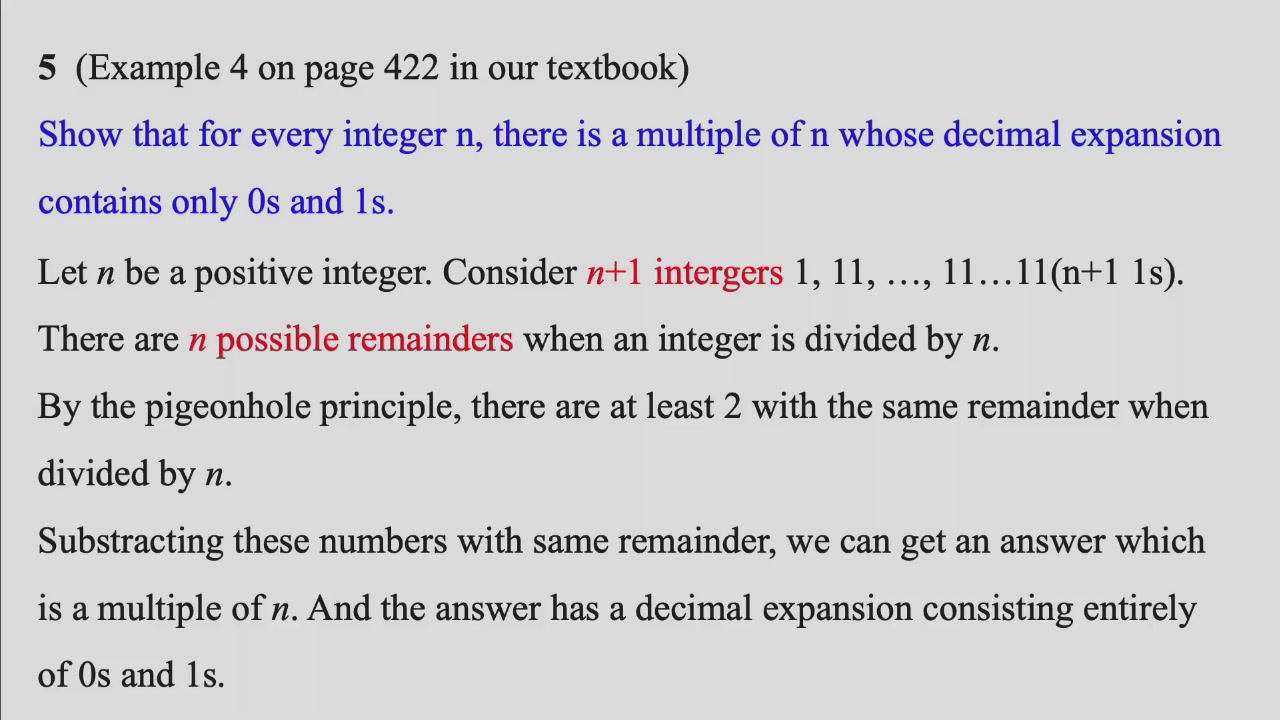 5 (Example 4 on page 422 in our textbook)
Show that for every integer n, there is a multiple of n whose decimal expansion
contains only 0s and 1s.
Let n be a positive integer. Consider n+1 intergers 1, 11, …, 11…11(n+1 1s).
There are n possible remainders when an integer is divided by n.
By the pigeonhole principle, there are at least 2 with the same remainder when
divided by n.
Substracting these numbers with same remainder, we can get an answer which
is a multiple of n. And the answer has a decimal expansion consisting entirely
of 0s and 1s.